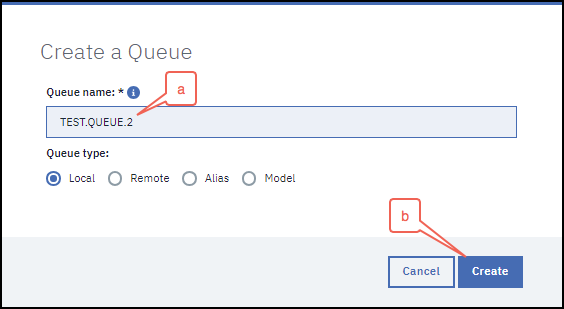 Create a Queue
Queue name: * i
a
TEST.QUEUE.2
Queue type:
Local Remote Alias Model
b
Cancel Create